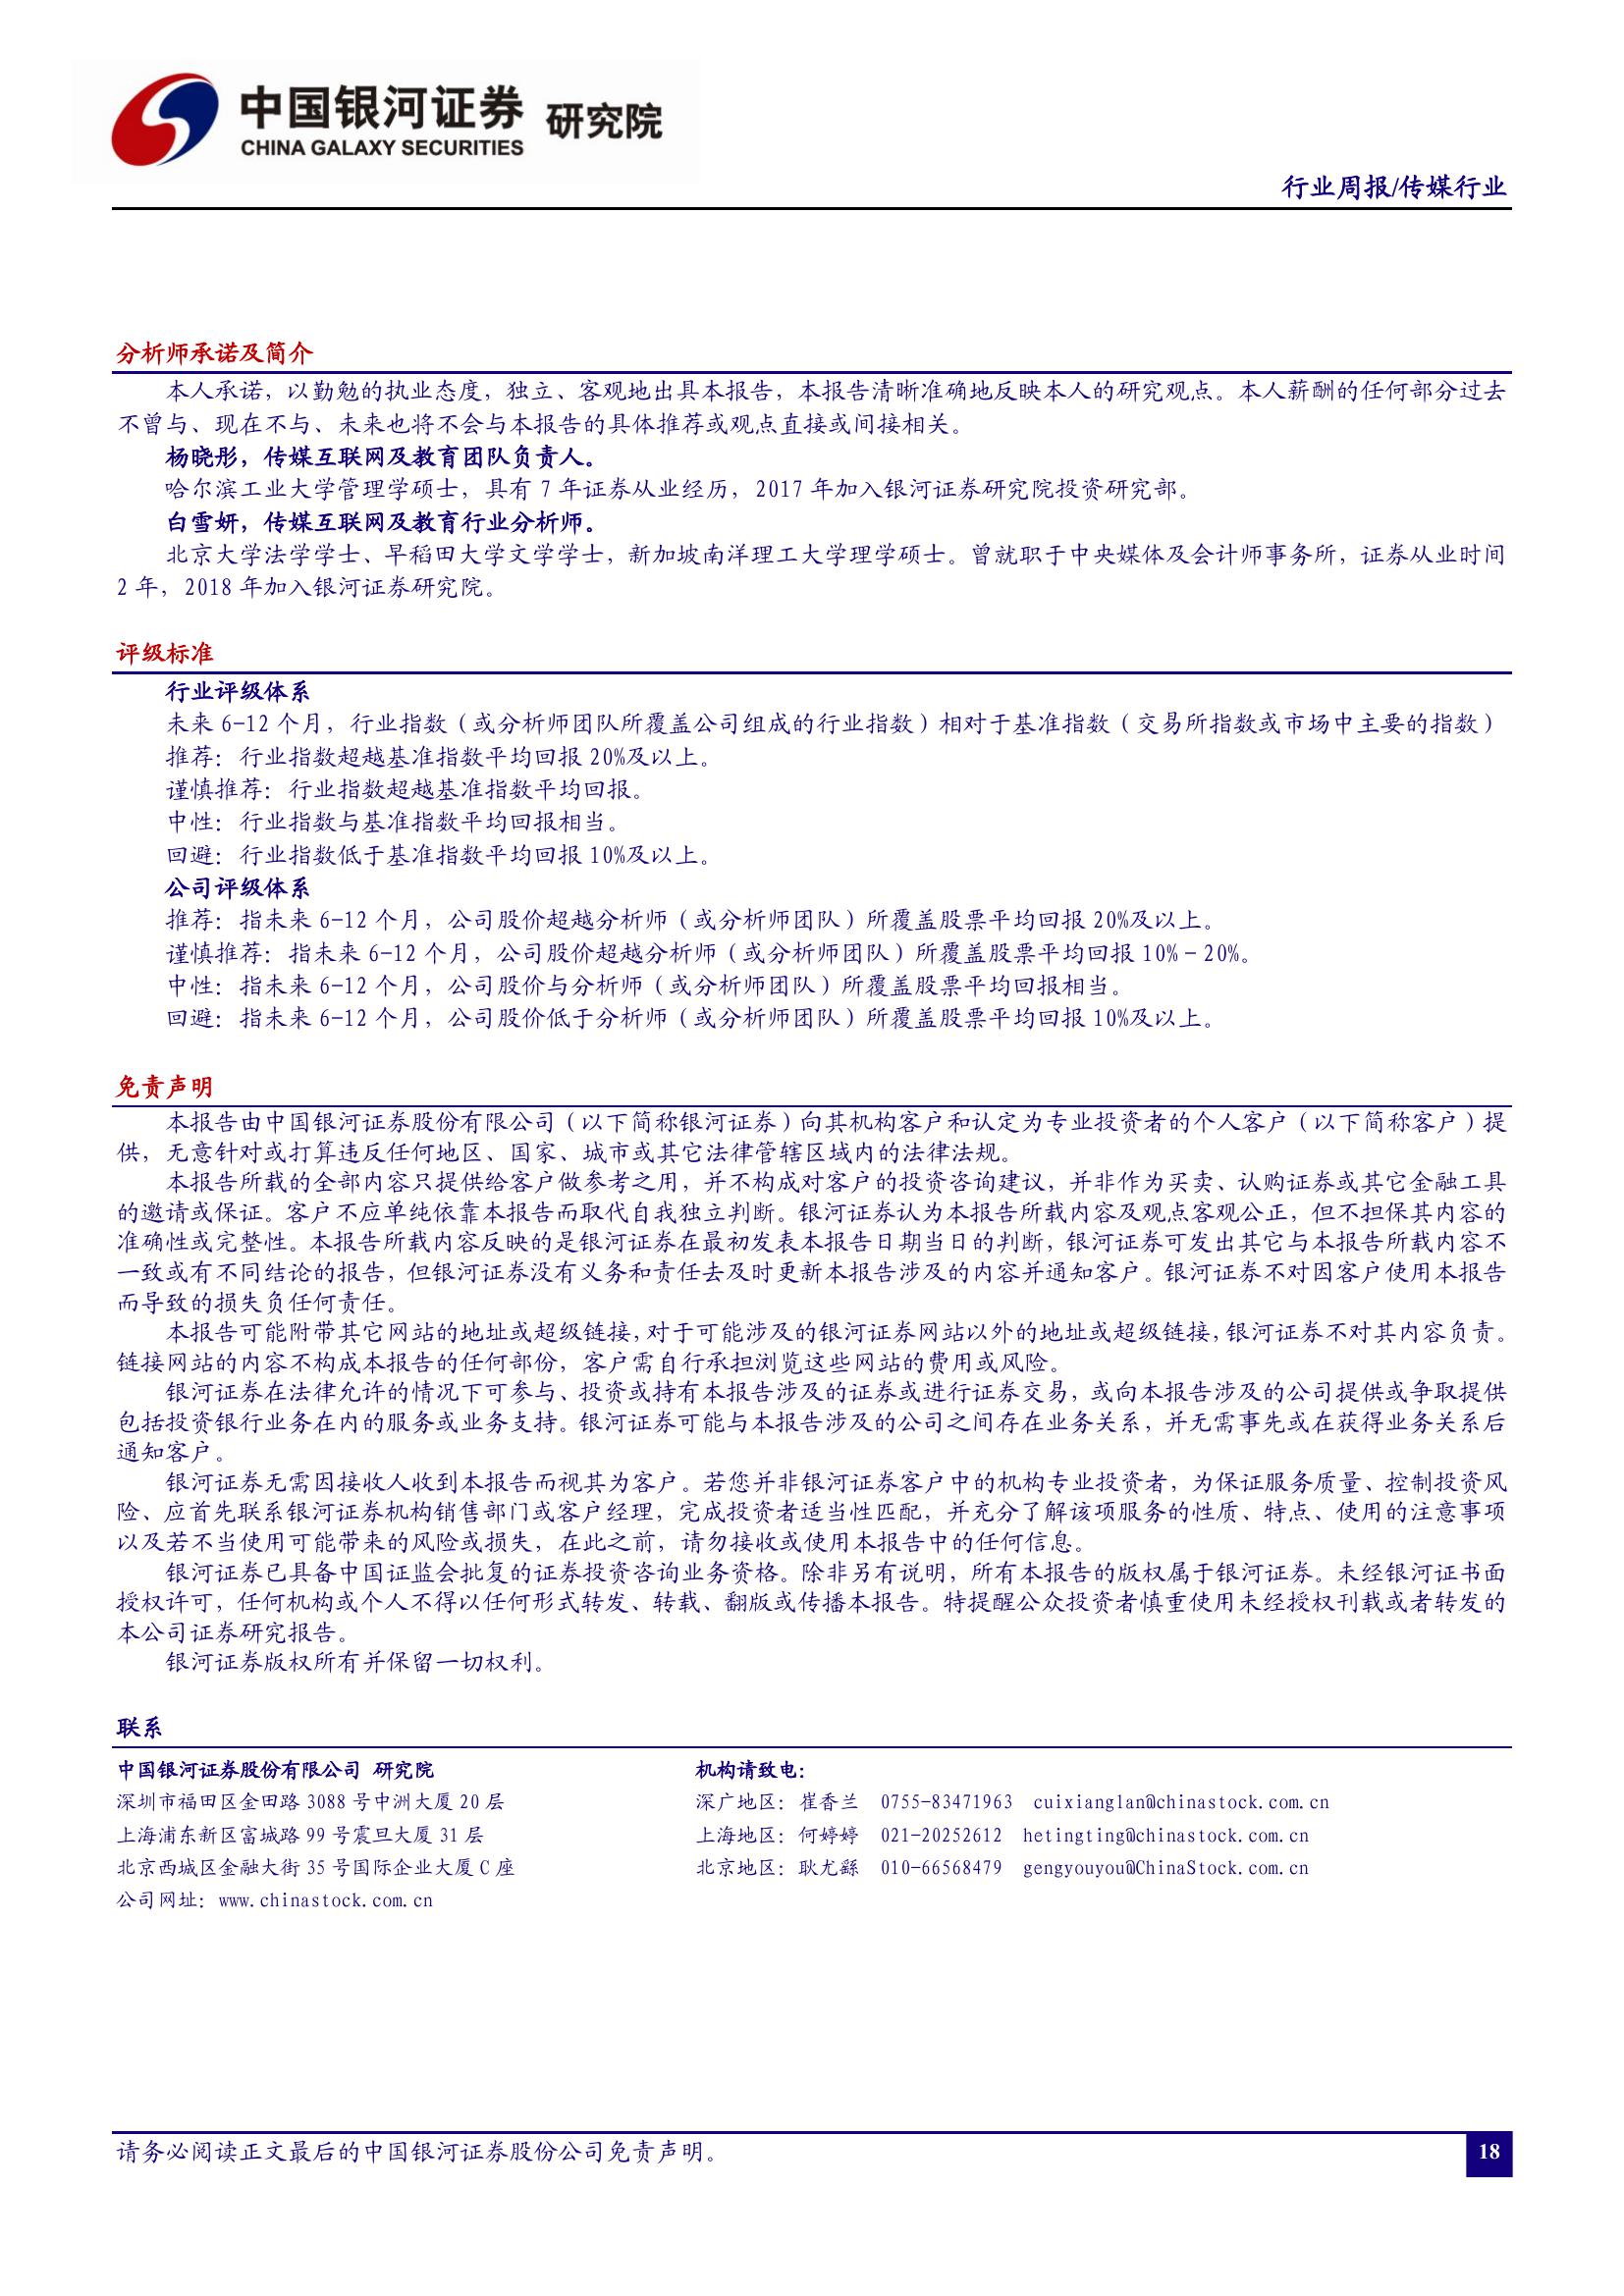 中国银河证券 研究院
CHINA GALAXY SECURITIES
行业周报/传媒行业
分析师承诺及简介
本人承诺，以勤勉的执业态度，独立、客观地出具本报告，本报告清晰准确地反映本人的研究观点。本人薪酬的任何部分过去
不曾与、现在不与、未来也将不会与本报告的具体推荐或观点直接或间接相关。
杨晓彤，传媒互联网及教育团队负责人。
哈尔滨工业大学管理学硕士，具有 7 年证券从业经历，2017 年加入银河证券研究院投资研究部。
白雪妍，传媒互联网及教育行业分析师。
北京大学法学学士、早稻田大学文学学士，新加坡南洋理工大学理学硕士。曾就职于中央媒体及会计师事务所，证券从业时间
2 年，2018 年加入银河证券研究院。
评级标准
行业评级体系
未来 6-12 个月，行业指数（或分析师团队所覆盖公司组成的行业指数）相对于基准指数（交易所指数或市场中主要的指数）
推荐：行业指数超越基准指数平均回报 20%及以上。
谨慎推荐：行业指数超越基准指数平均回报。
中性：行业指数与基准指数平均回报相当。
回避：行业指数低于基准指数平均回报 10%及以上。
公司评级体系
推荐：指未来 6-12 个月，公司股价超越分析师（或分析师团队）所覆盖股票平均回报 20%及以上。
谨慎推荐：指未来 6-12 个月，公司股价超越分析师（或分析师团队）所覆盖股票平均回报 10%－20%。
中性：指未来 6-12 个月，公司股价与分析师（或分析师团队）所覆盖股票平均回报相当。
回避：指未来 6-12 个月，公司股价低于分析师（或分析师团队）所覆盖股票平均回报 10%及以上。
免责声明
本报告由中国银河证券股份有限公司（以下简称银河证券）向其机构客户和认定为专业投资者的个人客户（以下简称客户）提
供，无意针对或打算违反任何地区、国家、城市或其它法律管辖区域内的法律法规。
本报告所载的全部内容只提供给客户做参考之用，并不构成对客户的投资咨询建议，并非作为买卖、认购证券或其它金融工具
的邀请或保证。客户不应单纯依靠本报告而取代自我独立判断。银河证券认为本报告所载内容及观点客观公正，但不担保其内容的
准确性或完整性。本报告所载内容反映的是银河证券在最初发表本报告日期当日的判断，银河证券可发出其它与本报告所载内容不
一致或有不同结论的报告，但银河证券没有义务和责任去及时更新本报告涉及的内容并通知客户。银河证券不对因客户使用本报告
而导致的损失负任何责任。
本报告可能附带其它网站的地址或超级链接，对于可能涉及的银河证券网站以外的地址或超级链接，银河证券不对其内容负责。
链接网站的内容不构成本报告的任何部份，客户需自行承担浏览这些网站的费用或风险。
银河证券在法律允许的情况下可参与、投资或持有本报告涉及的证券或进行证券交易，或向本报告涉及的公司提供或争取提供
包括投资银行业务在内的服务或业务支持。银河证券可能与本报告涉及的公司之间存在业务关系，并无需事先或在获得业务关系后
通知客户。
银河证券无需因接收人收到本报告而视其为客户。若您并非银河证券客户中的机构专业投资者，为保证服务质量、控制投资风
险、应首先联系银河证券机构销售部门或客户经理，完成投资者适当性匹配，并充分了解该项服务的性质、特点、使用的注意事项
以及若不当使用可能带来的风险或损失，在此之前，请勿接收或使用本报告中的任何信息。
银河证券已具备中国证监会批复的证券投资咨询业务资格。除非另有说明，所有本报告的版权属于银河证券。未经银河证书面
授权许可，任何机构或个人不得以任何形式转发、转载、翻版或传播本报告。特提醒公众投资者慎重使用未经授权刊载或者转发的
本公司证券研究报告。
银河证券版权所有并保留一切权利。
联系
中国银河证券股份有限公司 研究院
机构请致电：
深圳市福田区金田路 3088 号中洲大厦 20 层
深广地区：崔香兰 0755-83471963 cuixianglan@chinastock.com.cn
上海浦东新区富城路 99 号震旦大厦 31 层
上海地区：何婷婷 021-20252612 hetingting@chinastock.com.cn
北京西城区金融大街 35 号国际企业大厦 C 座
北京地区：耿尤繇 010-66568479 gengyouyou@ChinaStock.com.cn
公司网址：www.chinastock.com.cn
请务必阅读正文最后的中国银河证券股份公司免责声明。
18